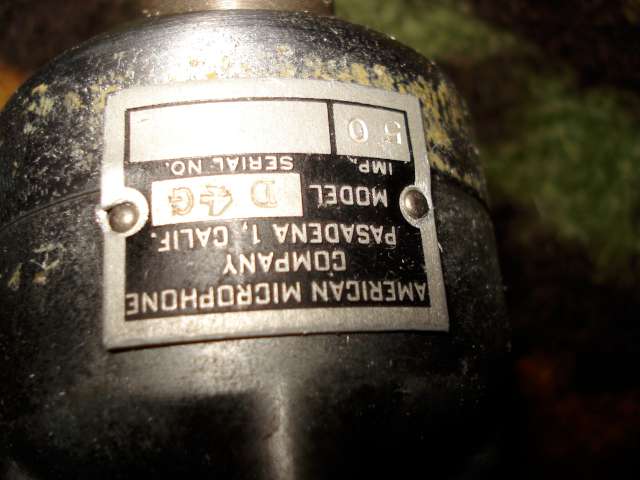 AMERICAN MICROPHONE
COMPANY
PASADENA 1, CALIF.
MODEL D4G
IMP. SERIAL NO.
50